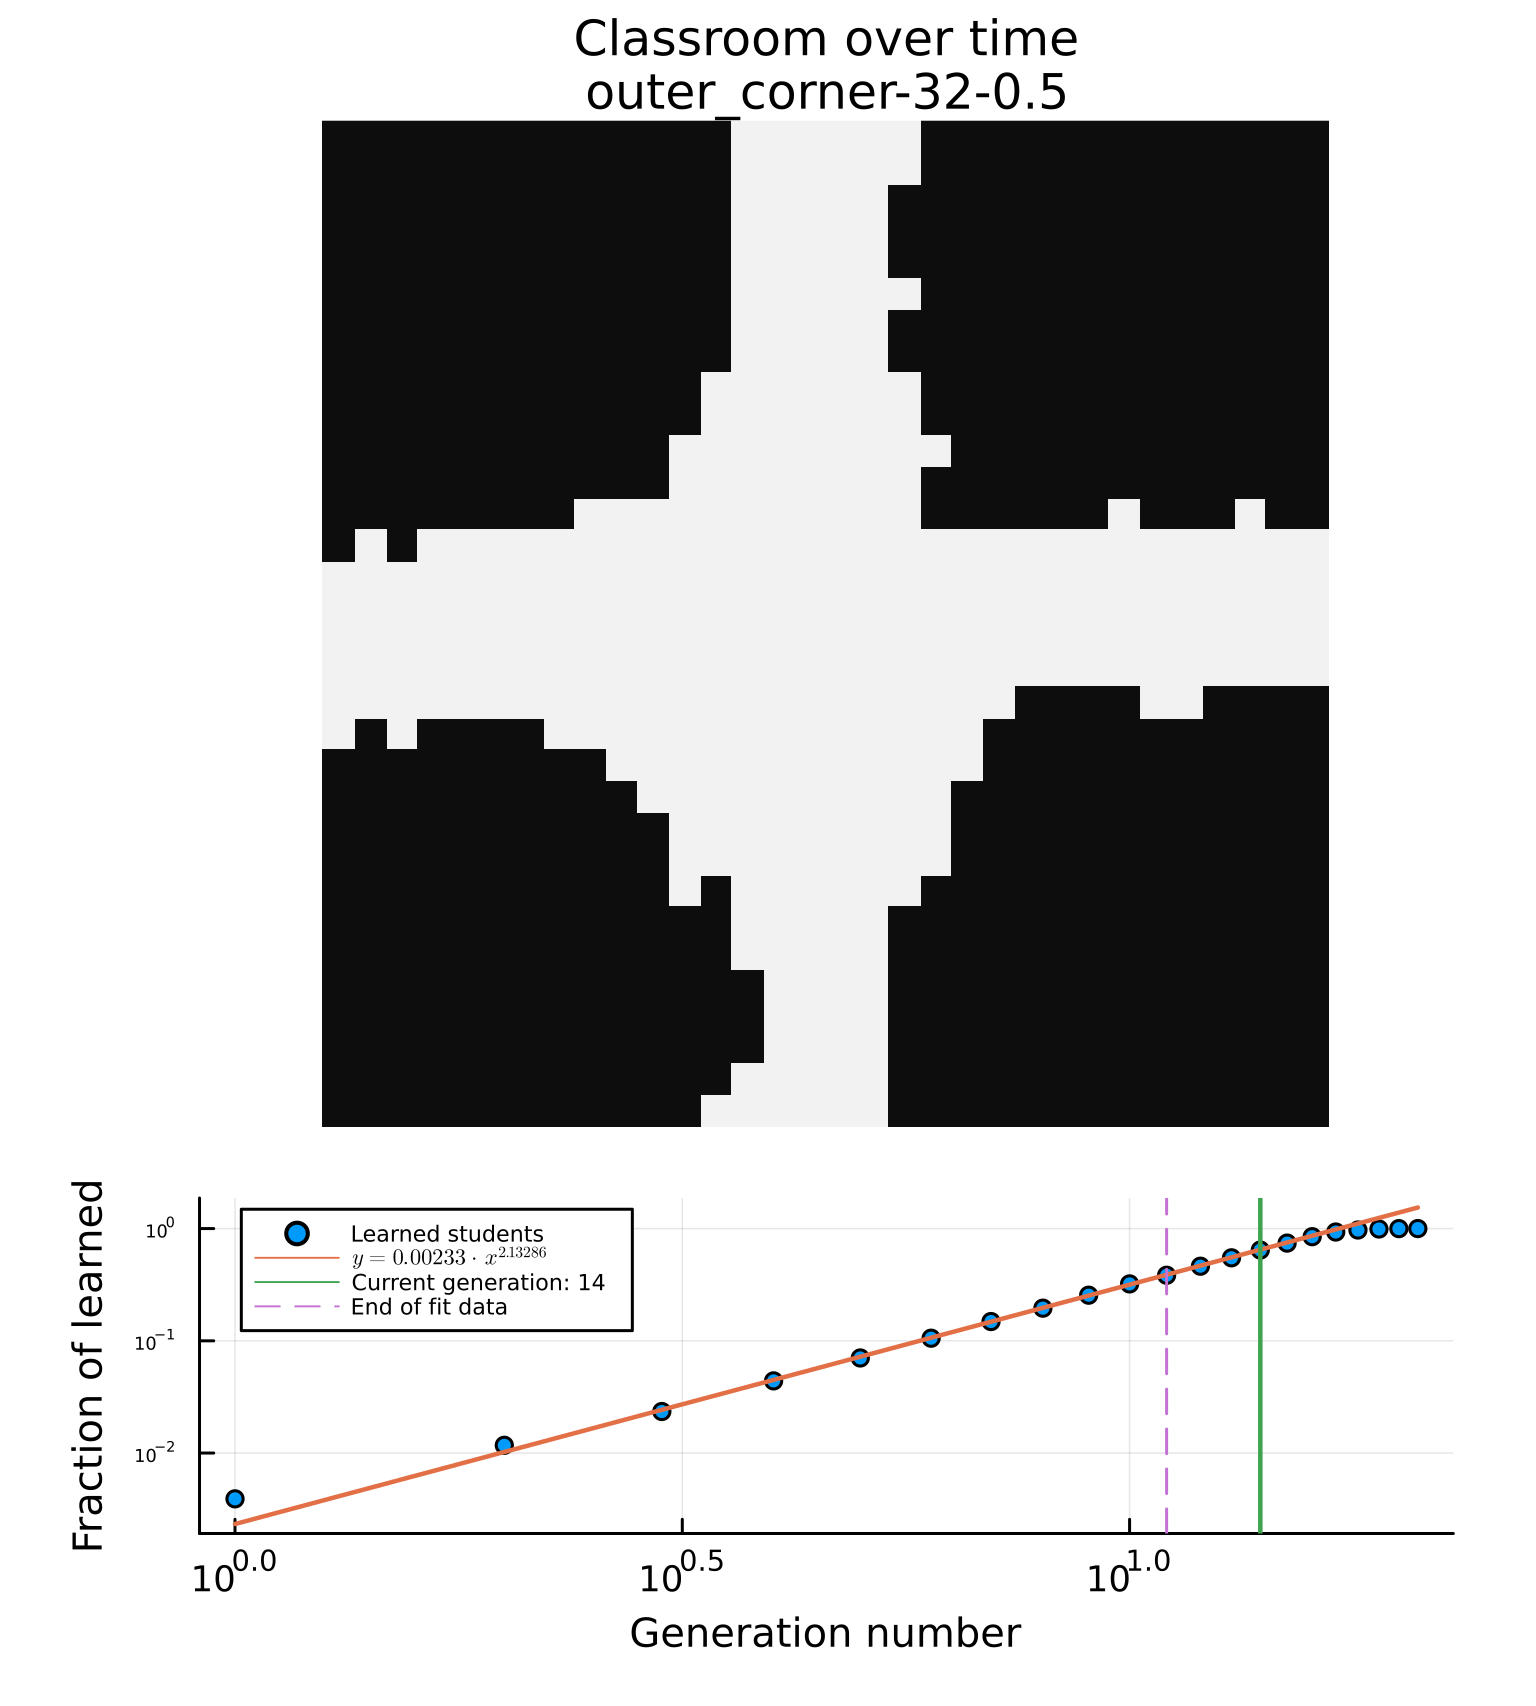 Classroom over time
outer_corner-32-0.5
Fraction of learned
10^0
10^−1
10^−2
Learned students
y = 0.00233 · x^2.13286
Current generation: 14
End of fit data
10^0.0
10^0.5
10^1.0
Generation number